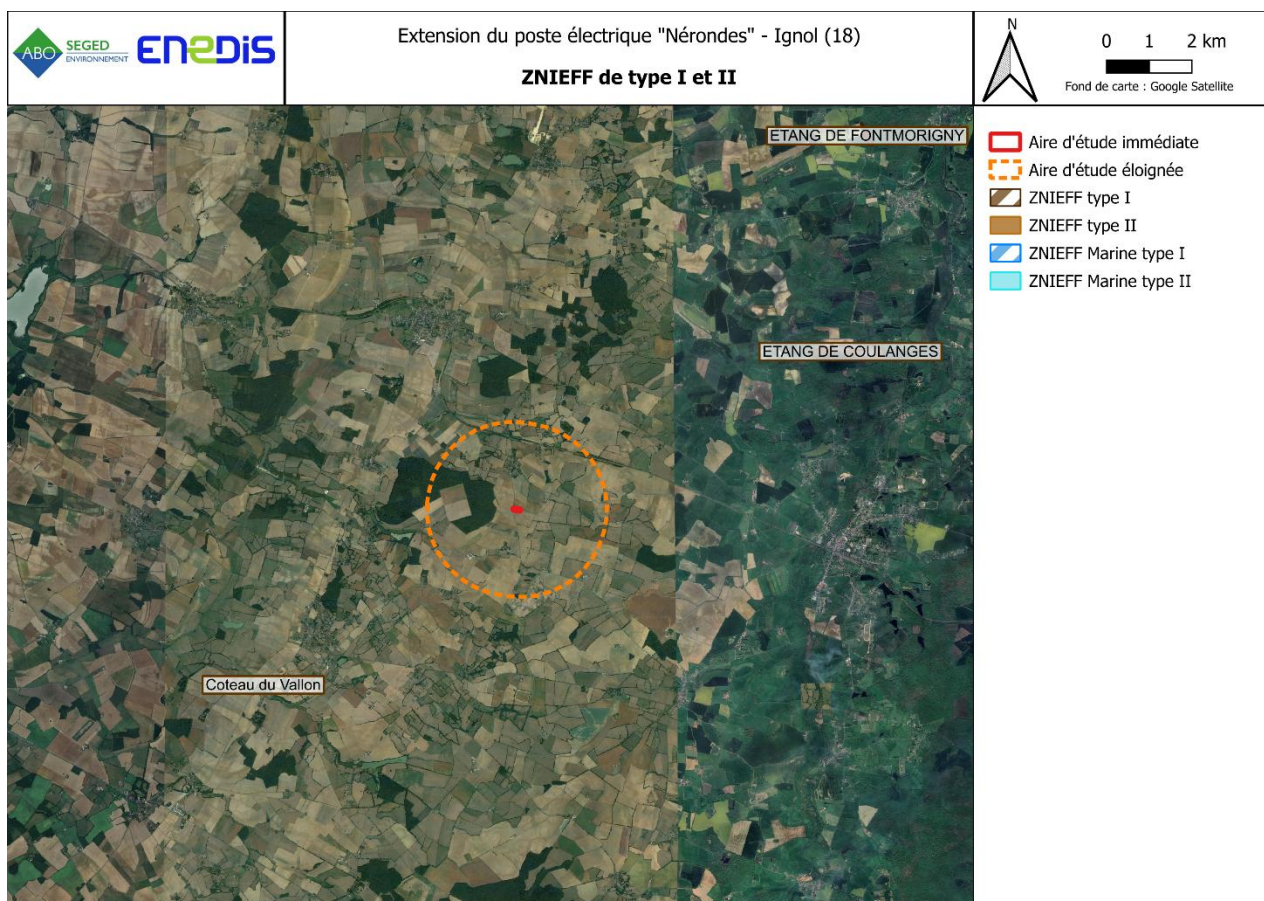 ABO
SEGED
ENVIRONNEMENT
ENEDIS
Extension du poste électrique "Nérondes" - Ignol (18)
ZNIEFF de type I et II
N
0 1 2 km
Fond de carte : Google Satellite
ETANG DE FONTMORIGNY
ETANG DE COULANGES
Coteau du Vallon
Aire d'étude immédiate
Aire d'étude éloignée
ZNIEFF type I
ZNIEFF type II
ZNIEFF Marine type I
ZNIEFF Marine type II